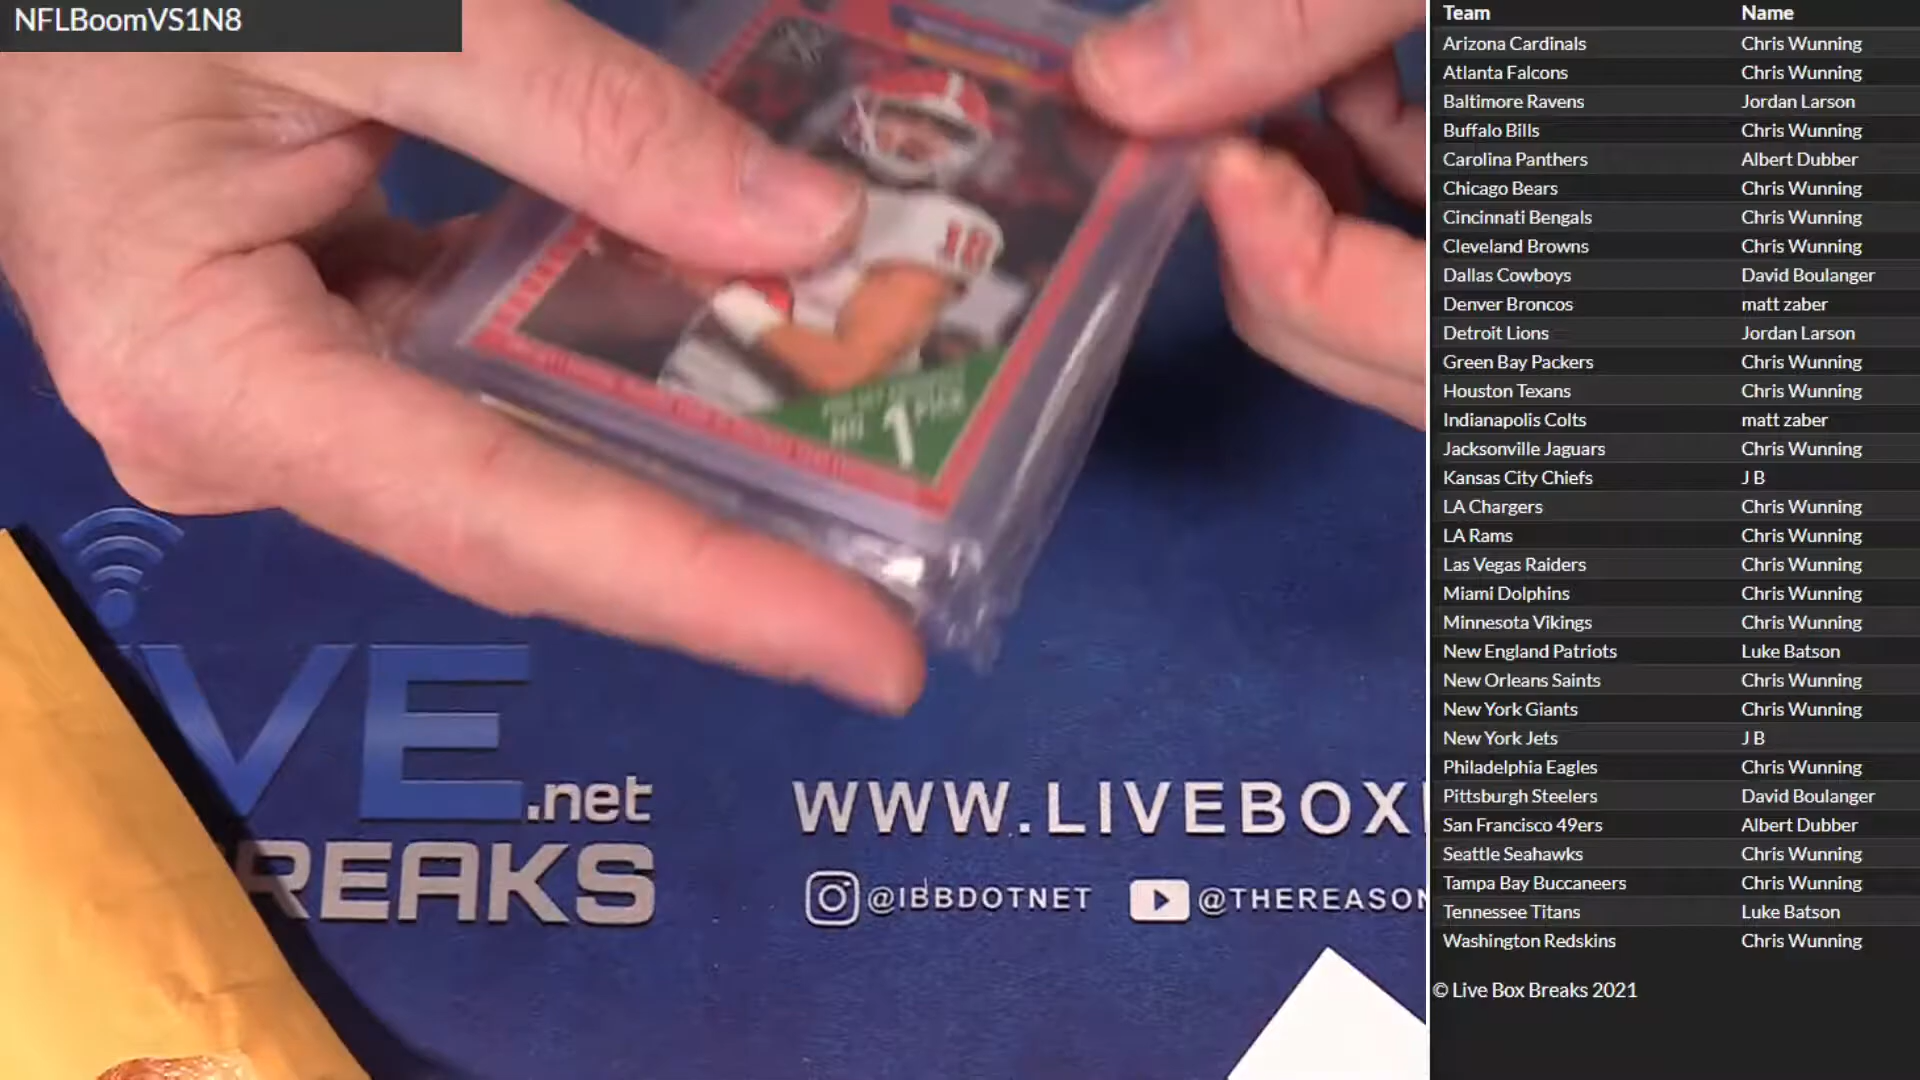 NFLBoomVS1N8
NO 1 PICK
IVE
.net
REAKS
WWW.LIVEBOX
@IBBDOTNET
@THEREASON
Team Name
Arizona Cardinals Chris Wunning
Atlanta Falcons Chris Wunning
Baltimore Ravens Jordan Larson
Buffalo Bills Chris Wunning
Carolina Panthers Albert Dubber
Chicago Bears Chris Wunning
Cincinnati Bengals Chris Wunning
Cleveland Browns Chris Wunning
Dallas Cowboys David Boulanger
Denver Broncos matt zaber
Detroit Lions Jordan Larson
Green Bay Packers Chris Wunning
Houston Texans Chris Wunning
Indianapolis Colts matt zaber
Jacksonville Jaguars Chris Wunning
Kansas City Chiefs J B
LA Chargers Chris Wunning
LA Rams Chris Wunning
Las Vegas Raiders Chris Wunning
Miami Dolphins Chris Wunning
Minnesota Vikings Chris Wunning
New England Patriots Luke Batson
New Orleans Saints Chris Wunning
New York Giants Chris Wunning
New York Jets J B
Philadelphia Eagles Chris Wunning
Pittsburgh Steelers David Boulanger
San Francisco 49ers Albert Dubber
Seattle Seahawks Chris Wunning
Tampa Bay Buccaneers Chris Wunning
Tennessee Titans Luke Batson
Washington Redskins Chris Wunning
© Live Box Breaks 2021